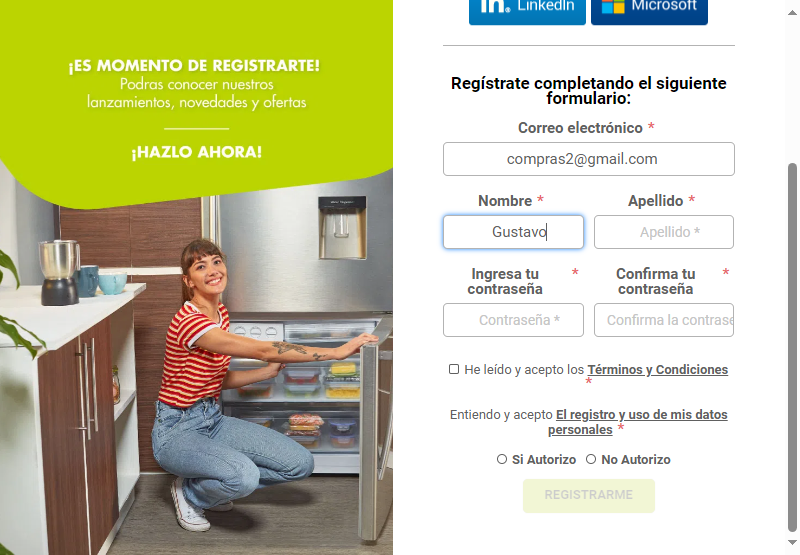 ¡ES MOMENTO DE REGISTRARTE!
Podras conocer nuestros
lanzamientos, novedades y ofertas
¡HAZLO AHORA!
LinkedIn
Microsoft
Regístrate completando el siguiente
formulario:
Correo electrónico *
compras2@gmail.com
Nombre *
Apellido *
Gustavo
Apellido *
Ingresa tu
contraseña *
Confirma tu
contraseña *
Contraseña *
Confirma la contrase
He leído y acepto los Términos y Condiciones
*
Entiendo y acepto El registro y uso de mis datos
personales *
Si Autorizo
No Autorizo
REGISTRARME